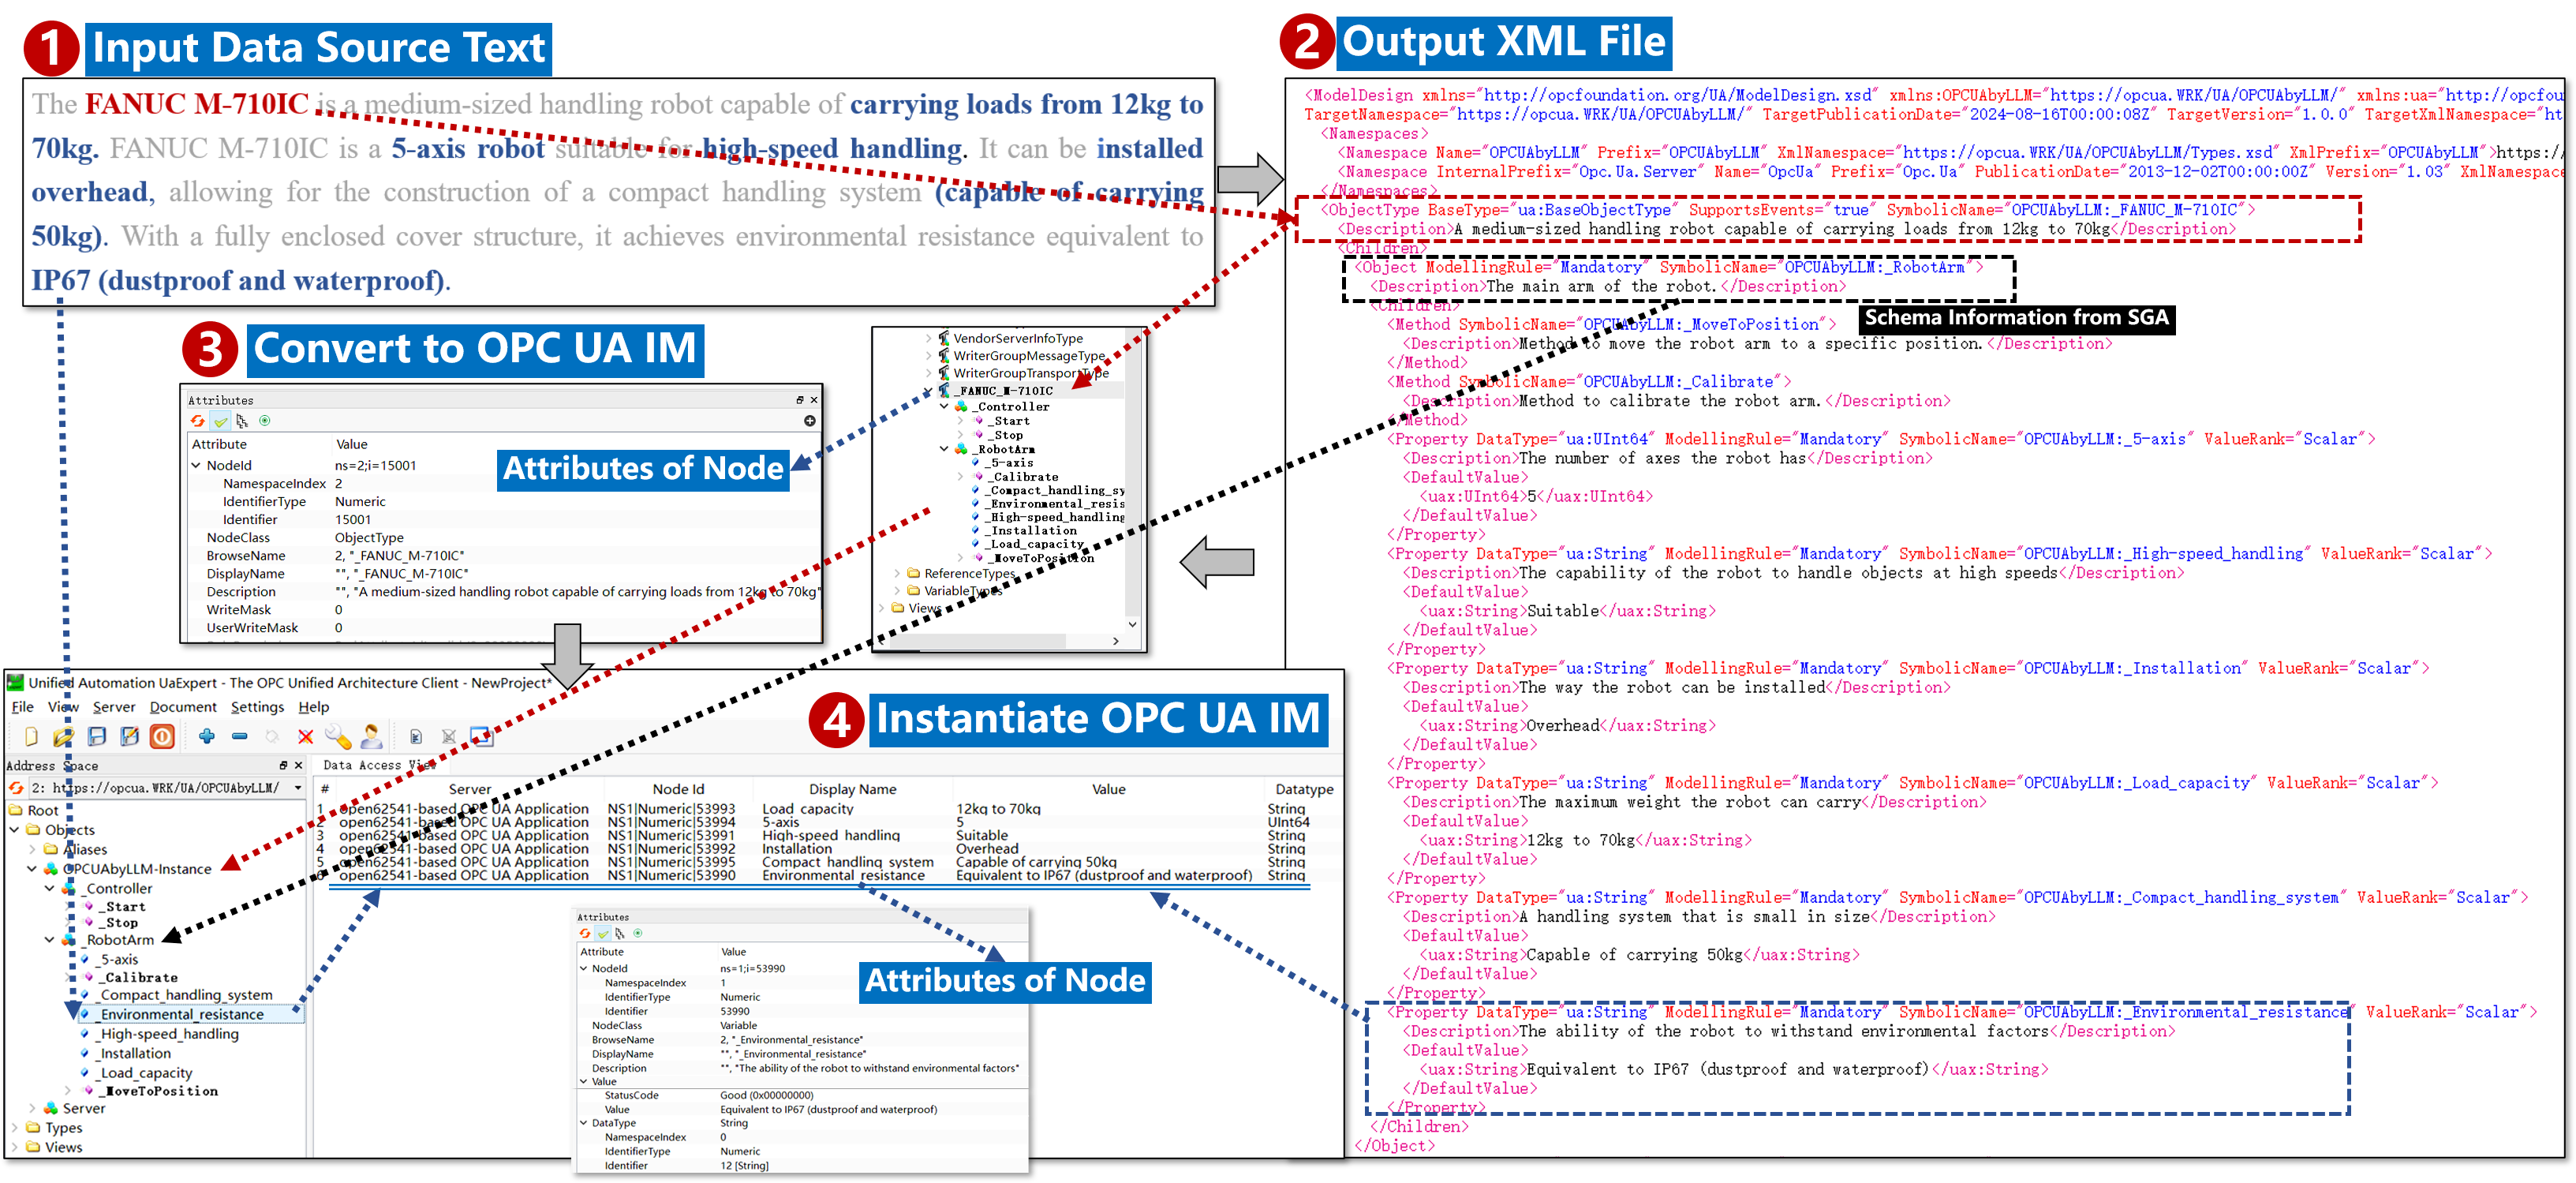 1 Input Data Source Text
The FANUC M-710IC is a medium-sized handling robot capable of carrying loads from 12kg to
70kg. FANUC M-710IC is a 5-axis robot suitable for high-speed handling. It can be installed
overhead, allowing for the construction of a compact handling system (capable of carrying
50kg). With a fully enclosed cover structure, it achieves environmental resistance equivalent to
IP67 (dustproof and waterproof).
2 Output XML File
<ModelDesign xmlns="http://opcfoundation.org/UA/ModelDesign.xsd" xmlns:OPCUAbyLLM="https://opcua.WRK/UA/OPCUAbyLLM/" xmlns:ua="http://opcfou
TargetNamespace="https://opcua.WRK/UA/OPCUAbyLLM/" TargetPublicationDate="2024-08-16T00:00:08Z" TargetVersion="1.0.0" TargetXmlNamespace="ht
<Namespaces>
<Namespace Name="OPCUAbyLLM" Prefix="OPCUAbyLLM" XmlNamespace="https://opcua.WRK/UA/OPCUAbyLLM/Types.xsd" XmlPrefix="OPCUAbyLLM">https:/
<Namespace InternalPrefix="Opc.Ua.Server" Name="OpcUa" Prefix="Opc.Ua" PublicationDate="2013-12-02T00:00:00Z" Version="1.03" XmlNamespace
</Namespaces>
<ObjectType BaseType="ua:BaseObjectType" SupportsEvents="true" SymbolicName="OPCUAbyLLM:_FANUC_M-710IC">
<Description>A medium-sized handling robot capable of carrying loads from 12kg to 70kg</Description>
<Children>
<Object ModellingRule="Mandatory" SymbolicName="OPCUAbyLLM:_RobotArm">
<Description>The main arm of the robot.</Description>
<Children>
<Method SymbolicName="OPCUAbyLLM:_MoveToPosition">
Schema Information from SGA
<Description>Method to move the robot arm to a specific position.</Description>
</Method>
<Method SymbolicName="OPCUAbyLLM:_Calibrate">
<Description>Method to calibrate the robot arm.</Description>
</Method>
<Property DataType="ua:UInt64" ModellingRule="Mandatory" SymbolicName="OPCUAbyLLM:_5-axis" ValueRank="Scalar">
<Description>The number of axes the robot has</Description>
<DefaultValue>
<uax:UInt64>5</uax:UInt64>
</DefaultValue>
</Property>
<Property DataType="ua:String" ModellingRule="Mandatory" SymbolicName="OPCUAbyLLM:_High-speed_handling" ValueRank="Scalar">
<Description>The capability of the robot to handle objects at high speeds</Description>
<DefaultValue>
<uax:String>Suitable</uax:String>
</DefaultValue>
</Property>
<Property DataType="ua:String" ModellingRule="Mandatory" SymbolicName="OPCUAbyLLM:_Installation" ValueRank="Scalar">
<Description>The way the robot can be installed</Description>
<DefaultValue>
<uax:String>Overhead</uax:String>
</DefaultValue>
</Property>
<Property DataType="ua:String" ModellingRule="Mandatory" SymbolicName="OPCUAbyLLM:_Load_capacity" ValueRank="Scalar">
<Description>The maximum weight the robot can carry</Description>
<DefaultValue>
<uax:String>12kg to 70kg</uax:String>
</DefaultValue>
</Property>
<Property DataType="ua:String" ModellingRule="Mandatory" SymbolicName="OPCUAbyLLM:_Compact_handling_system" ValueRank="Scalar">
<Description>A handling system that is small in size</Description>
<DefaultValue>
<uax:String>Capable of carrying 50kg</uax:String>
</DefaultValue>
</Property>
<Property DataType="ua:String" ModellingRule="Mandatory" SymbolicName="OPCUAbyLLM:_Environmental_resistance" ValueRank="Scalar">
<Description>The ability of the robot to withstand environmental factors</Description>
<DefaultValue>
<uax:String>Equivalent to IP67 (dustproof and waterproof)</uax:String>
</DefaultValue>
</Property>
</Children>
</Object>
3 Convert to OPC UA IM
Attributes
Attribute Value
Attributes of Node
NodeId ns=2;i=15001
NamespaceIndex 2
IdentifierType Numeric
Identifier 15001
NodeClass ObjectType
BrowseName 2, "_FANUC_M-710IC"
DisplayName "", "_FANUC_M-710IC"
Description "", "A medium-sized handling robot capable of carrying loads from 12kg to 70kg"
WriteMask 0
UserWriteMask 0
VendorServerInfoType
WriterGroupMessageType
WriterGroupTransportType
_FANUC_M-710IC
_Controller
_Start
_Stop
_RobotArm
_5-axis
_Calibrate
_Compact_handling_sy
_Environmental_resis
_High-speed_handling
_Installation
_Load_capacity
_MoveToPosition
ReferenceTypes
VariableTypes
Views
4 Instantiate OPC UA IM
Unified Automation UaExpert - The OPC Unified Architecture Client - NewProject*
File View Server Document Settings Help
Address Space
2: https://opcua.WRK/UA/OPCUAbyLLM/
Root
Objects
Aliases
OPCUAbyLLM-Instance
_Controller
_Start
_Stop
_RobotArm
_5-axis
_Calibrate
_Compact_handling_system
_Environmental_resistance
_High-speed_handling
_Installation
_Load_capacity
_MoveToPosition
Server
Types
Views
Data Access View
# Server Node Id Display Name Value Datatype
1 open62541-based OPC UA Application NS1|Numeric|53993 Load capacity 12kg to 70kg String
2 open62541-based OPC UA Application NS1|Numeric|53994 5-axis 5 UInt64
3 open62541-based OPC UA Application NS1|Numeric|53991 High-speed handling Suitable String
4 open62541-based OPC UA Application NS1|Numeric|53992 Installation Overhead String
5 open62541-based OPC UA Application NS1|Numeric|53995 Compact handling system Capable of carrying 50kg String
6 open62541-based OPC UA Application NS1|Numeric|53990 Environmental resistance Equivalent to IP67 (dustproof and waterproof) String
Attributes
Attribute Value
Attributes of Node
NodeId ns=1;i=53990
NamespaceIndex 1
IdentifierType Numeric
Identifier 53990
NodeClass Variable
BrowseName 2, "_Environmental_resistance"
DisplayName "", "_Environmental_resistance"
Description "", "The ability of the robot to withstand environmental factors"
Value
StatusCode Good (0x00000000)
Value Equivalent to IP67 (dustproof and waterproof)
DataType String
NamespaceIndex 0
IdentifierType Numeric
Identifier 12 [String]